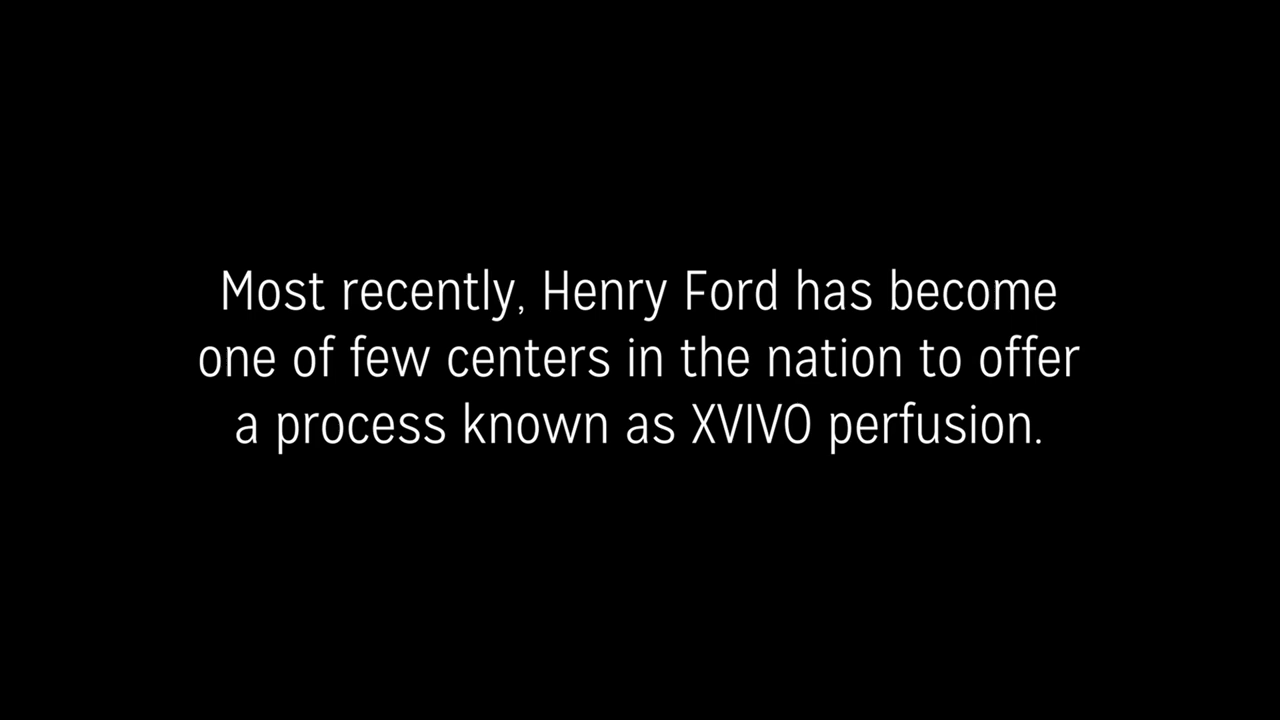 Most recently, Henry Ford has become
one of few centers in the nation to offer
a process known as XVIVO perfusion.